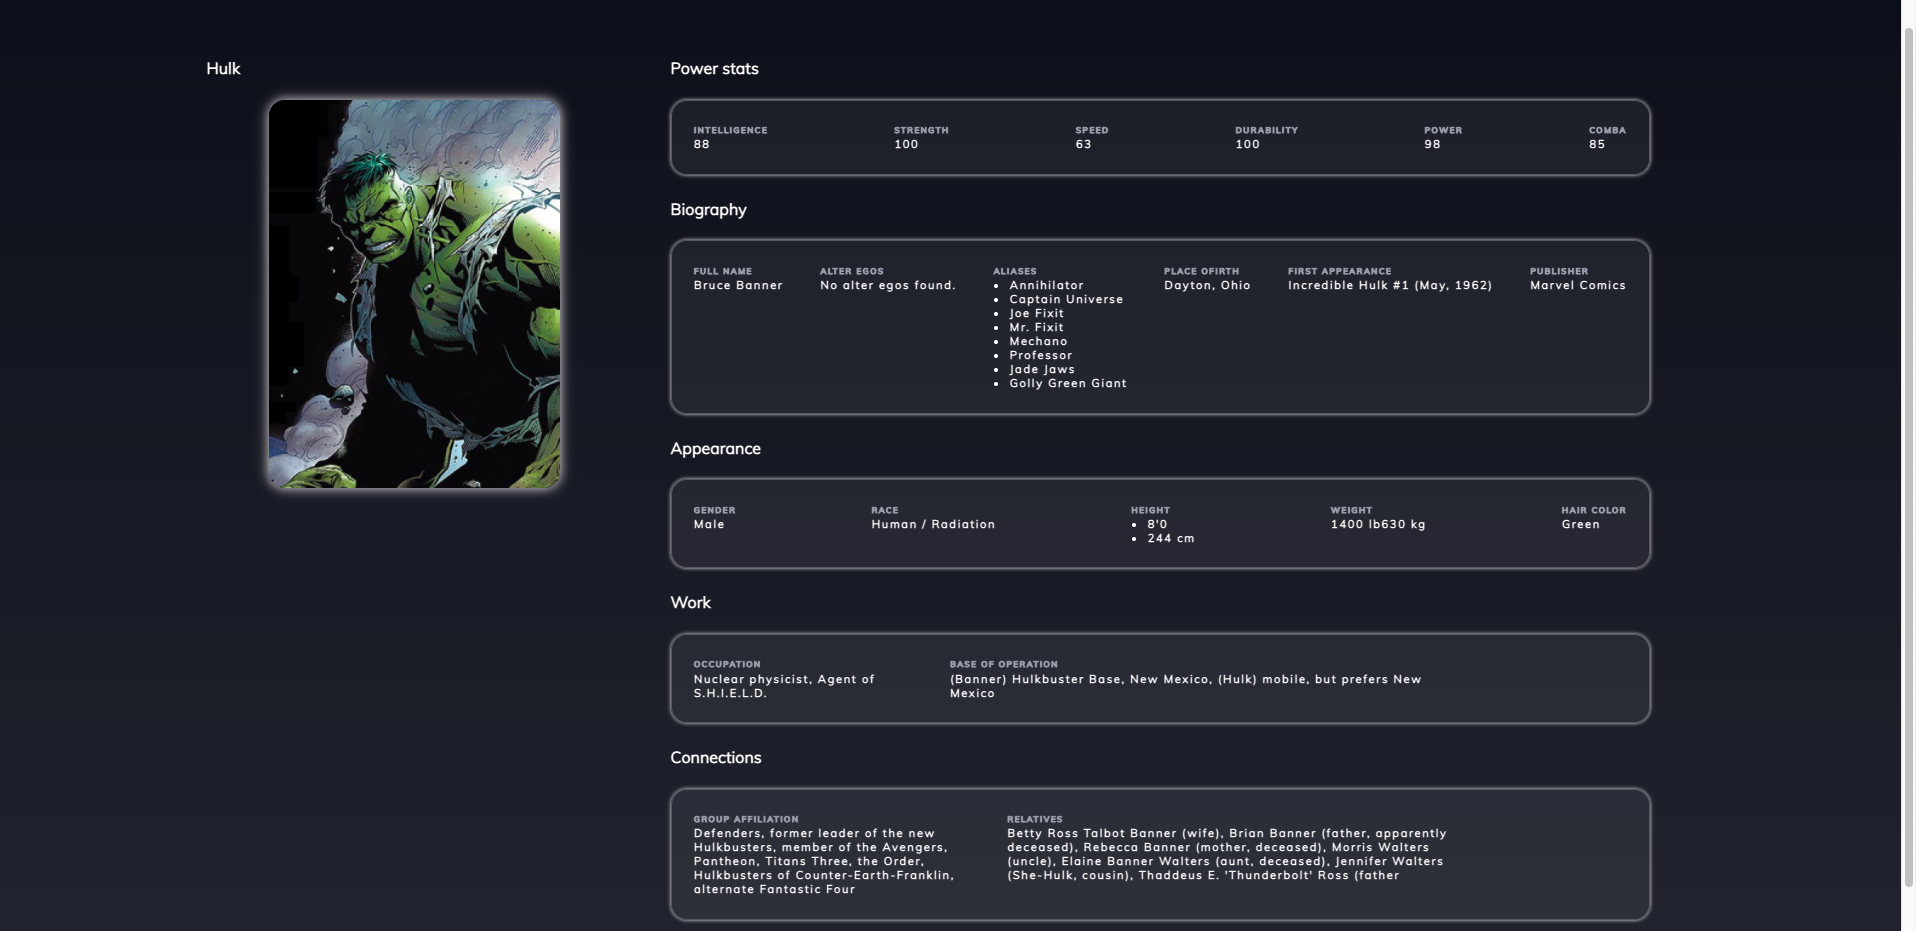 Hulk
Power stats
INTELLIGENCE
88
STRENGTH
100
SPEED
63
DURABILITY
100
POWER
98
COMBA
85
Biography
FULL NAME
Bruce Banner
ALTER EGOS
No alter egos found.
ALIASES
Annihilator
Captain Universe
Joe Fixit
Mr. Fixit
Mechano
Professor
Jade Jaws
Golly Green Giant
PLACE OFIRTH
Dayton, Ohio
FIRST APPEARANCE
Incredible Hulk #1 (May, 1962)
PUBLISHER
Marvel Comics
Appearance
GENDER
Male
RACE
Human / Radiation
HEIGHT
8'0
244 cm
WEIGHT
1400 lb630 kg
HAIR COLOR
Green
Work
OCCUPATION
Nuclear physicist, Agent of
S.H.I.E.L.D.
BASE OF OPERATION
(Banner) Hulkbuster Base, New Mexico, (Hulk) mobile, but prefers New
Mexico
Connections
GROUP AFFILIATION
Defenders, former leader of the new
Hulkbusters, member of the Avengers,
Pantheon, Titans Three, the Order,
Hulkbusters of Counter-Earth-Franklin,
alternate Fantastic Four
RELATIVES
Betty Ross Talbot Banner (wife), Brian Banner (father, apparently
deceased), Rebecca Banner (mother, deceased), Morris Walters
(uncle), Elaine Banner Walters (aunt, deceased), Jennifer Walters
(She-Hulk, cousin), Thaddeus E. 'Thunderbolt' Ross (father